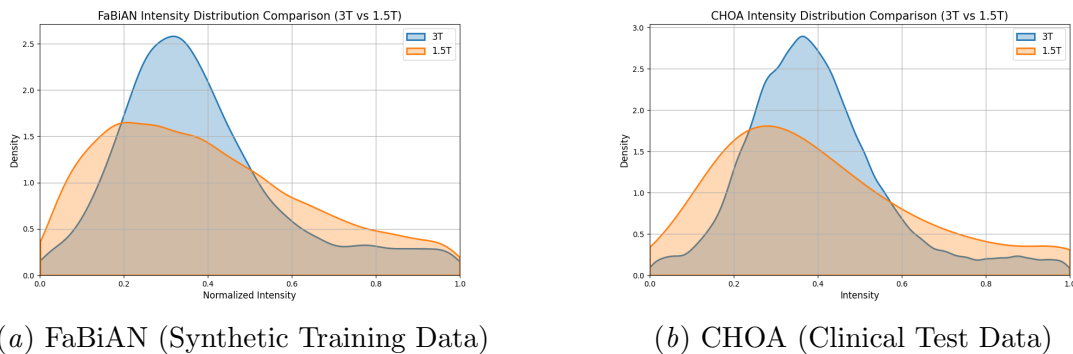 FaBiAN Intensity Distribution Comparison (3T vs 1.5T)
3T
1.5T
Density
2.5
2.0
1.5
1.0
0.5
0.0
0.0 0.2 0.4 0.6 0.8 1.0
Normalized Intensity
(a) FaBiAN (Synthetic Training Data)
CHOA Intensity Distribution Comparison (3T vs 1.5T)
3T
1.5T
Density
3.0
2.5
2.0
1.5
1.0
0.5
0.0
0.0 0.2 0.4 0.6 0.8 1.0
Intensity
(b) CHOA (Clinical Test Data)